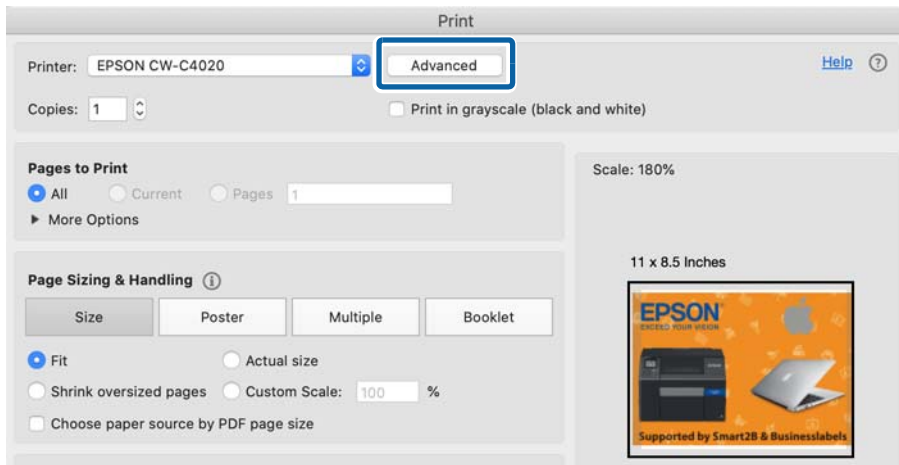 Print
Printer: EPSON CW-C4020 Advanced Help ?
Copies: 1 Print in grayscale (black and white)
Pages to Print
All Current Pages 1
More Options
Scale: 180%
Page Sizing & Handling i
Size Poster Multiple Booklet
Fit Actual size
Shrink oversized pages Custom Scale: 100 %
Choose paper source by PDF page size
11 x 8.5 Inches
EPSON
EXCEED YOUR VISION
Supported by Smart2B & Businesslabels